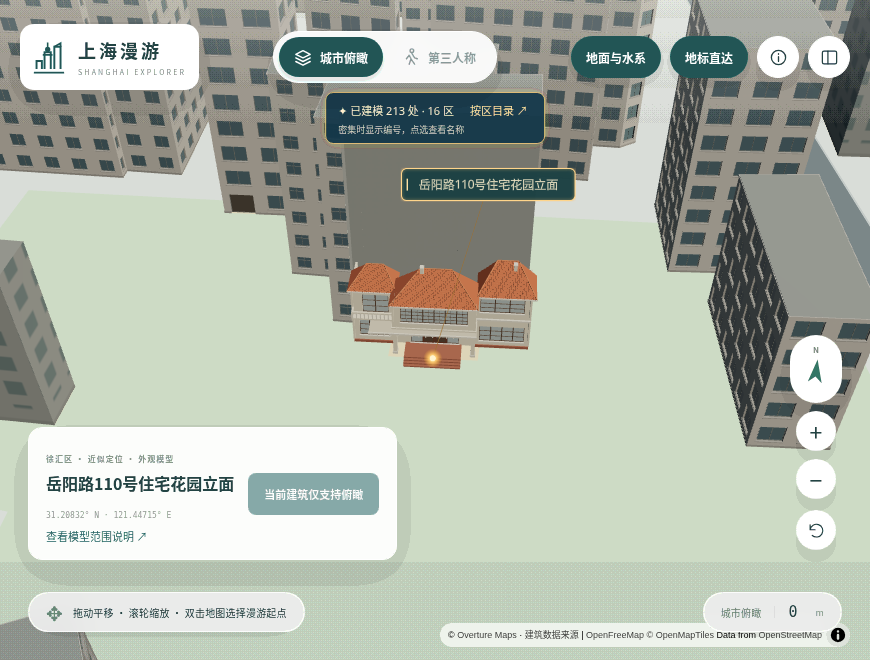 上海漫游
SHANGHAI EXPLORER
城市俯瞰
第三人称
地面与水系
地标直达
✦ 已建模 213 处 · 16 区 按区目录 ↗
密集时显示编号，点选查看名称
岳阳路110号住宅花园立面
N
徐汇区 · 近似定位 · 外观模型
岳阳路110号住宅花园立面
当前建筑仅支持俯瞰
31.20832° N · 121.44715° E
查看模型范围说明 ↗
拖动平移 · 滚轮缩放 · 双击地图选择漫游起点
城市俯瞰 0 m
© Overture Maps · 建筑数据来源 | OpenFreeMap © OpenMapTiles Data from OpenStreetMap